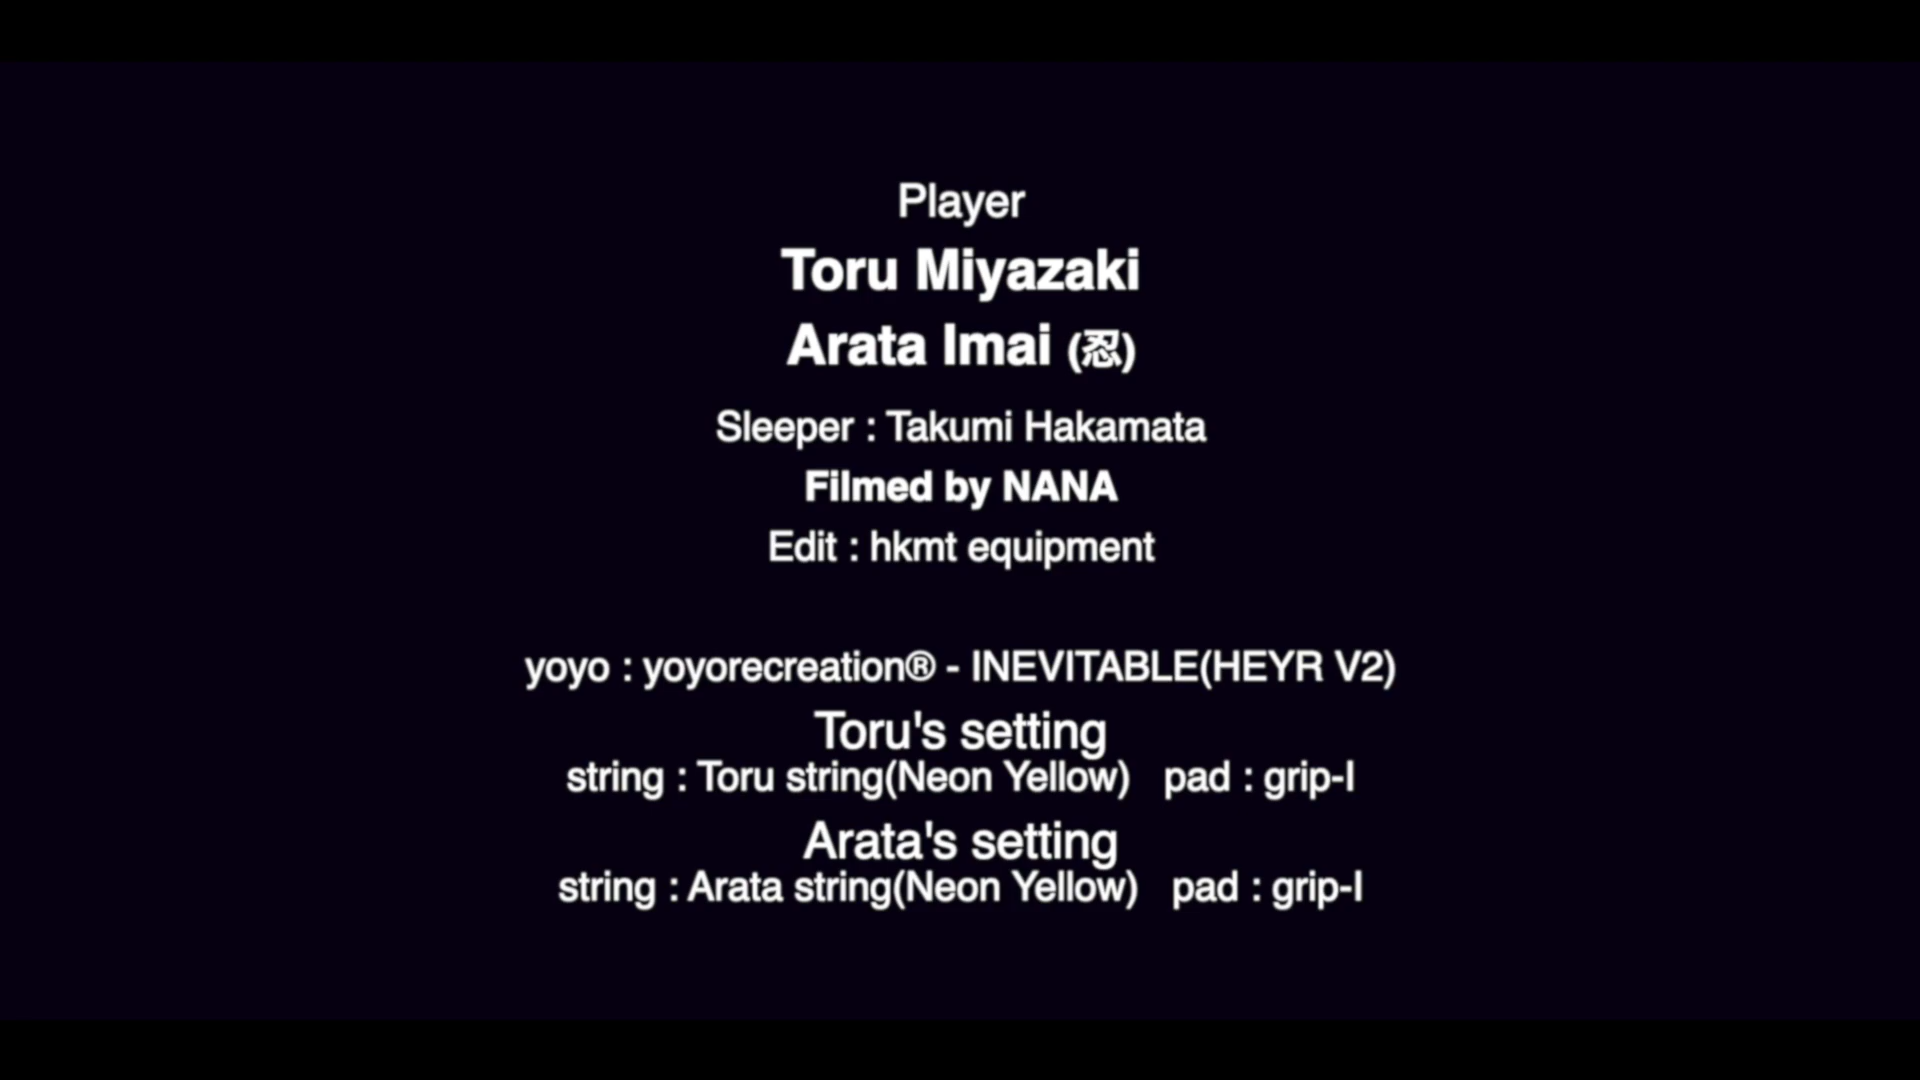 Player
Toru Miyazaki
Arata Imai (忍)
Sleeper : Takumi Hakamata
Filmed by NANA
Edit : hkmt equipment
yoyo : yoyorecreation® - INEVITABLE(HEYR V2)
Toru's setting
string : Toru string(Neon Yellow) pad : grip-I
Arata's setting
string : Arata string(Neon Yellow) pad : grip-I